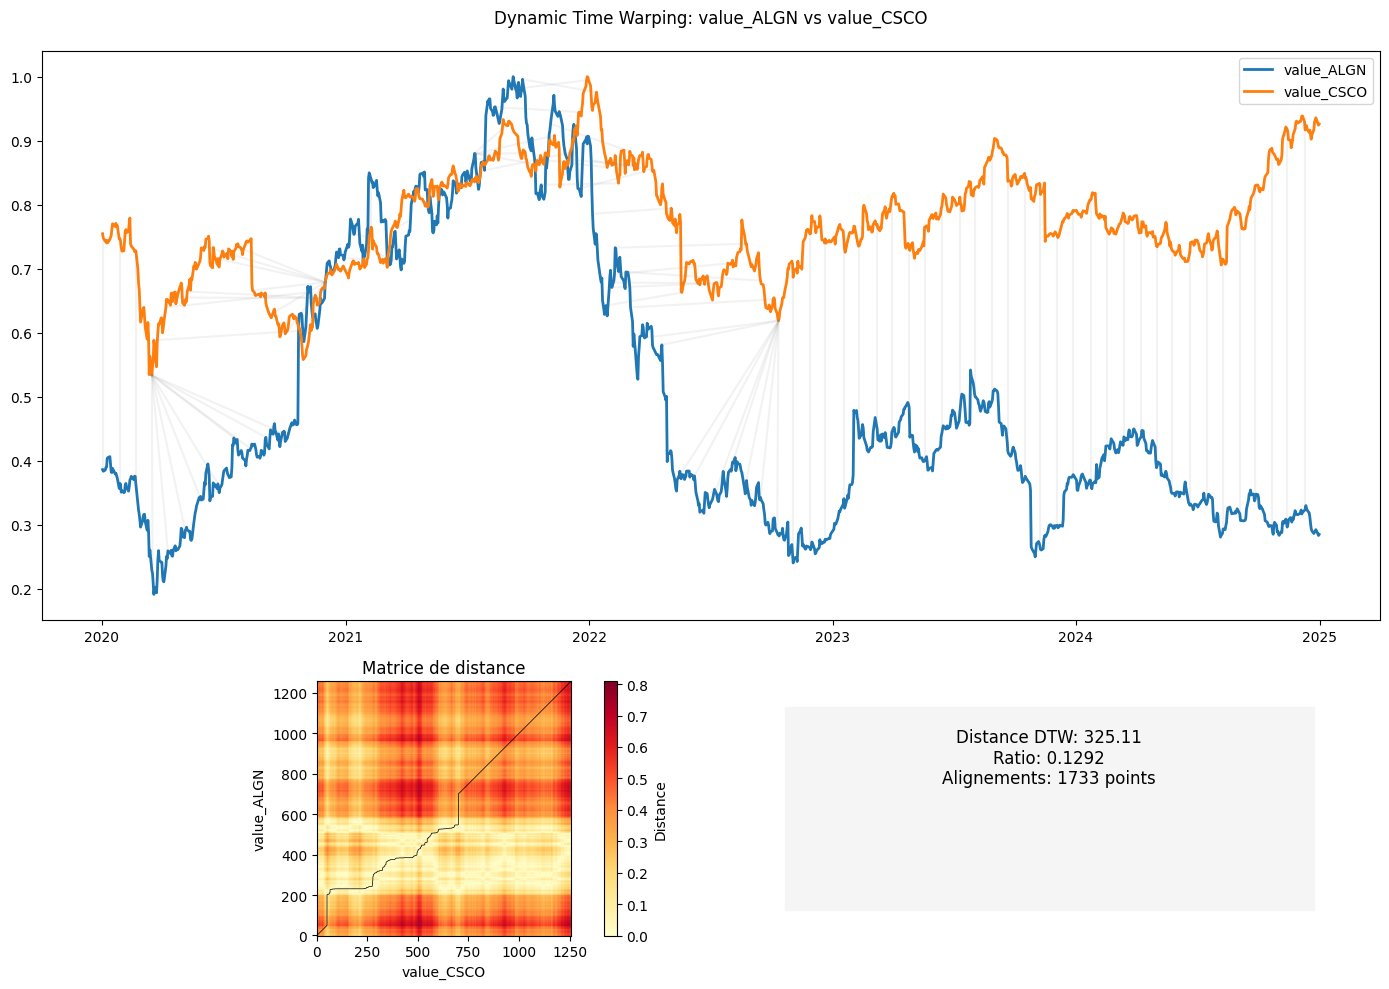 Dynamic Time Warping: value_ALGN vs value_CSCO
value_ALGN
value_CSCO
1.0
0.9
0.8
0.7
0.6
0.5
0.4
0.3
0.2
2020 2021 2022 2023 2024 2025
Matrice de distance
value_ALGN
1200
1000
800
600
400
200
0
0 250 500 750 1000 1250
value_CSCO
0.8
0.7
0.6
0.5
0.4
0.3
0.2
0.1
0.0
Distance
Distance DTW: 325.11
Ratio: 0.1292
Alignements: 1733 points